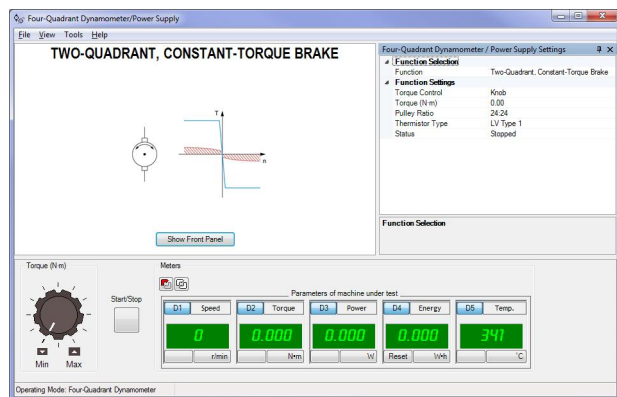 Four-Quadrant Dynamometer/Power Supply
File View Tools Help
TWO-QUADRANT, CONSTANT-TORQUE BRAKE
T
n
Show Front Panel
Four-Quadrant Dynamometer / Power Supply Settings
Function Selection
Function Two-Quadrant, Constant-Torque Brake
Function Settings
Torque Control Knob
Torque (N·m) 0.00
Pulley Ratio 24:24
Thermistor Type LV Type 1
Status Stopped
Function Selection
Torque (N·m)
Min Max
Start/Stop
Meters
Parameters of machine under test
D1 Speed D2 Torque D3 Power D4 Energy D5 Temp.
0 0.000 0.000 0.000 341
r/min N•m W Reset W•h °C
Operating Mode: Four-Quadrant Dynamometer